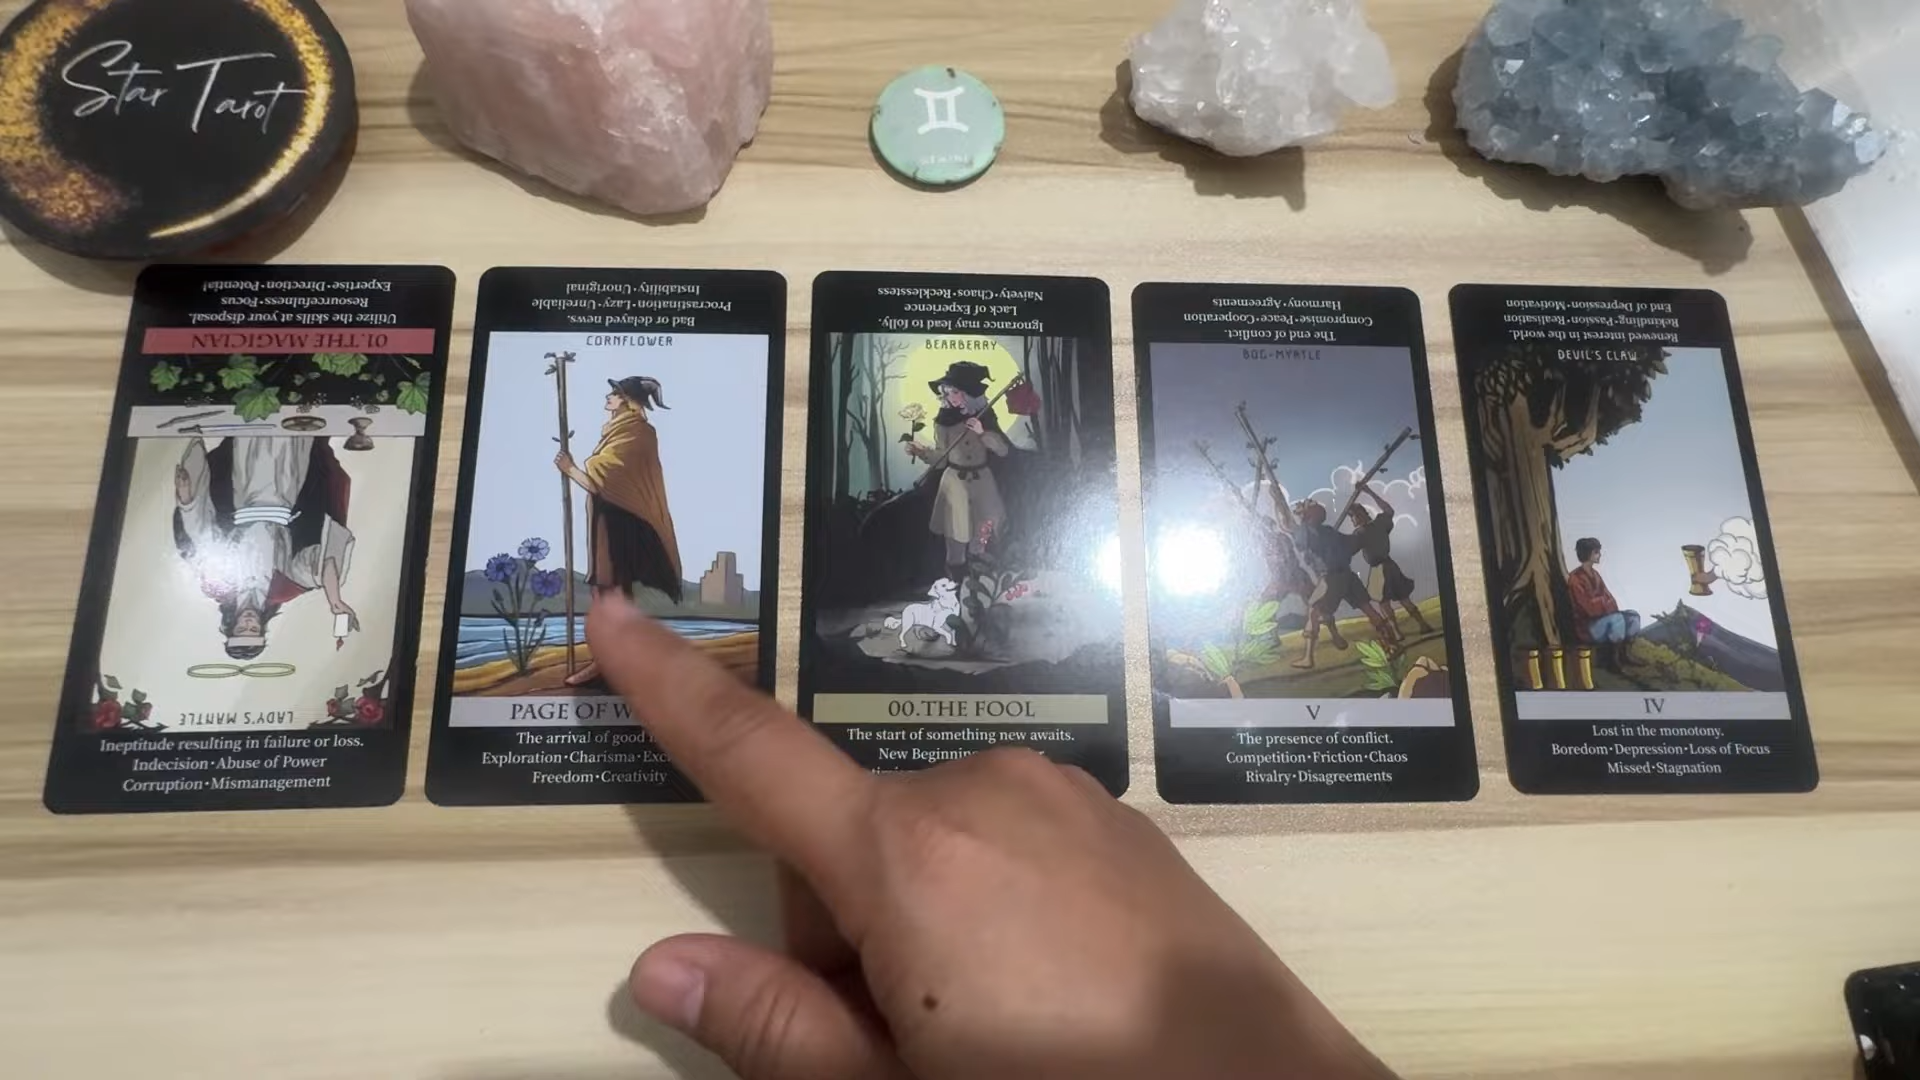 Star Tarot
Utilize the skills at your disposal.
Resourcefulness•Focus
Expertise•Direction•Potential
01.THE MAGICIAN
LADY'S MANTLE
Ineptitude resulting in failure or loss.
Indecision•Abuse of Power
Corruption•Mismanagement
Bad or delayed news.
Procrastination•Lazy•Unreliable
Instability•Unoriginal
CORNFLOWER
PAGE OF
The arrival of good
Exploration•Charisma
Freedom•Creativity
Ignorance may lead to folly.
Lack of Experience
Naivety•Chaos•Recklessness
BEARBERRY
00.THE FOOL
The start of something new awaits.
New
The end of conflict.
Compromise•Peace•Cooperation
Harmony•Agreements
BOG-MYRTLE
V
The presence of conflict.
Competition•Friction•Chaos
Rivalry•Disagreements
Renewed interest in the world.
Rekindling•Passion•Realisation
End of Depression•Motivation
DEVIL'S CLAW
IV
Lost in the monotony.
Boredom•Depression•Loss of Focus
Missed•Stagnation